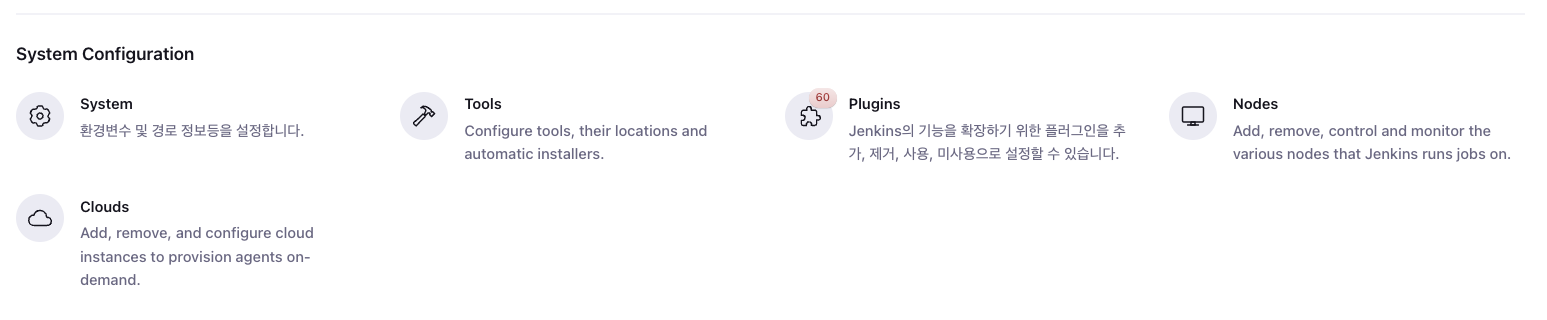 System Configuration
System
환경변수 및 경로 정보등을 설정합니다.
Tools
Configure tools, their locations and
automatic installers.
60
Plugins
Jenkins의 기능을 확장하기 위한 플러그인을 추
가, 제거, 사용, 미사용으로 설정할 수 있습니다.
Nodes
Add, remove, control and monitor the
various nodes that Jenkins runs jobs on.
Clouds
Add, remove, and configure cloud
instances to provision agents on-
demand.